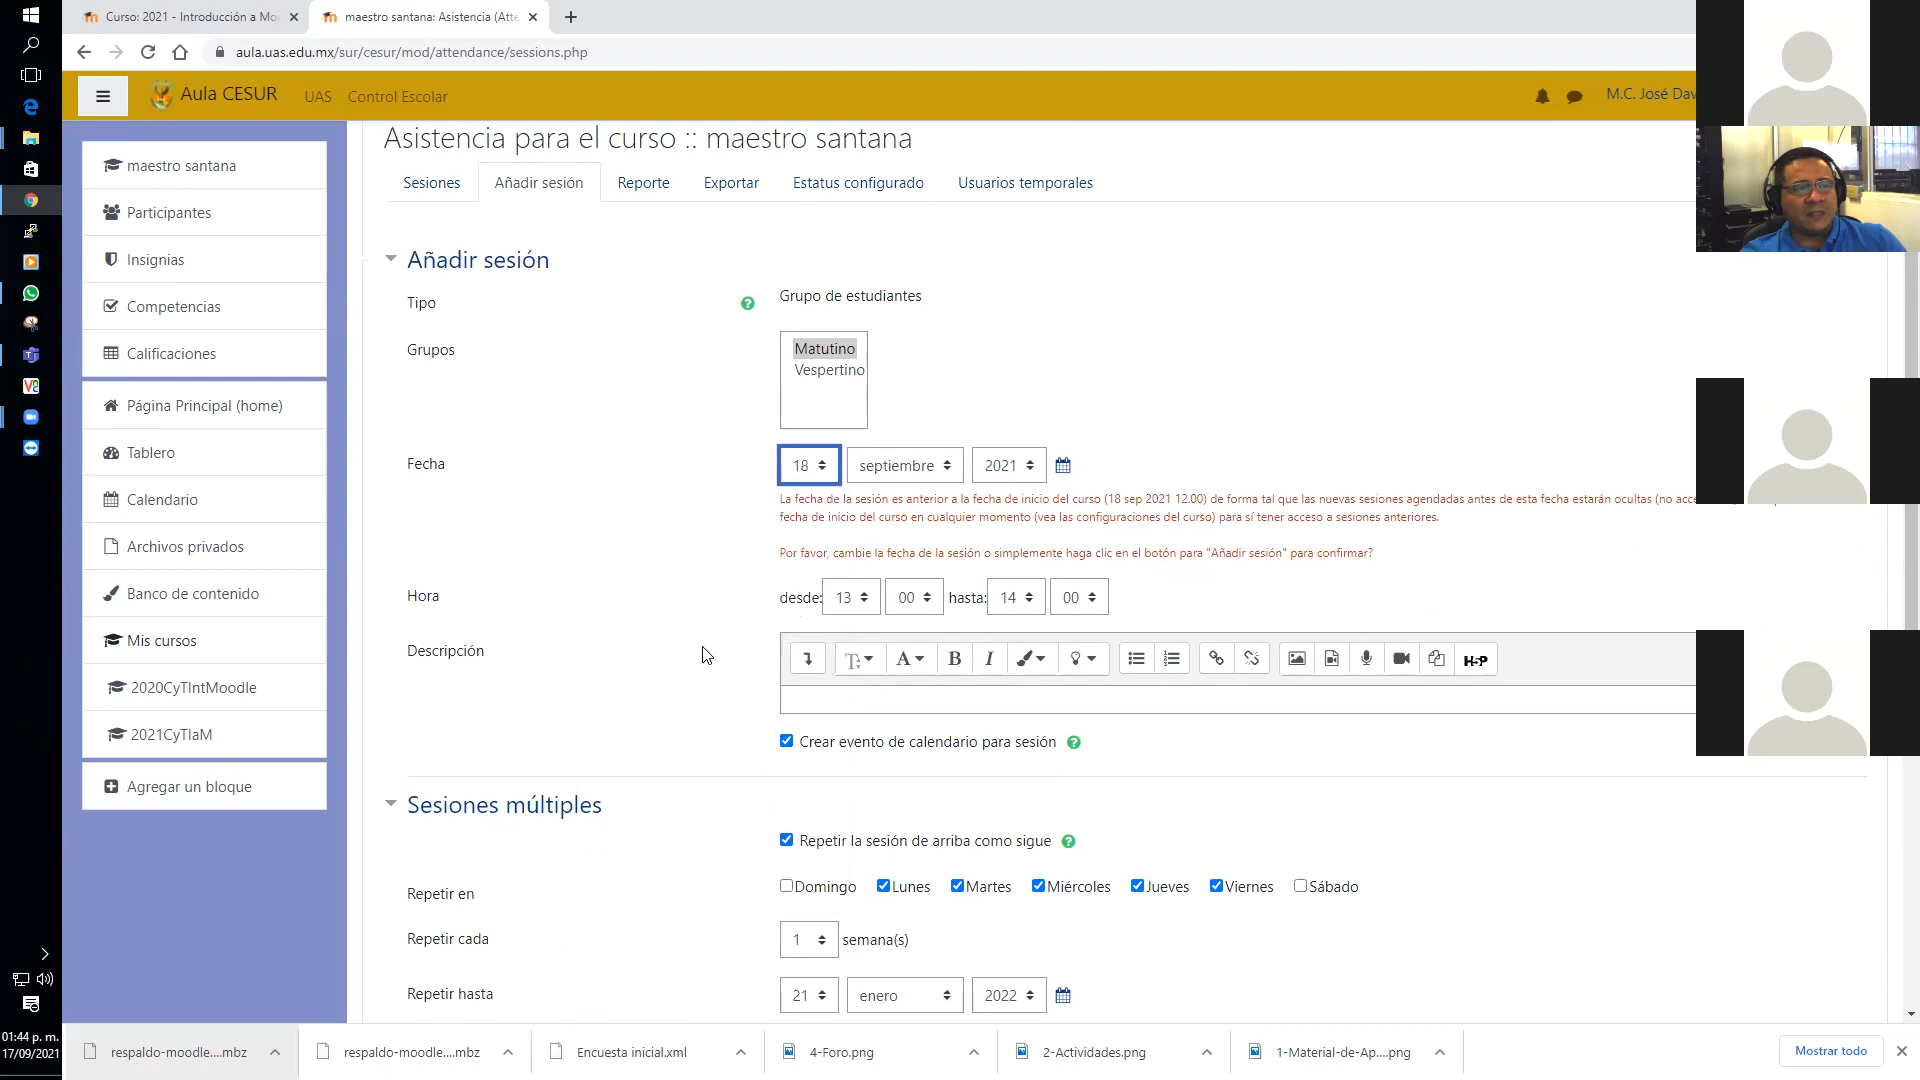 Curso: 2021 - Introducción a Mo
maestro santana: Asistencia (Atte
aula.uas.edu.mx/sur/cesur/mod/attendance/sessions.php
Aula CESUR
UAS
Control Escolar
M.C. José Dav
maestro santana
Participantes
Insignias
Competencias
Calificaciones
Página Principal (home)
Tablero
Calendario
Archivos privados
Banco de contenido
Mis cursos
2020CyTIntMoodle
2021CyTIaM
Agregar un bloque
Asistencia para el curso :: maestro santana
Sesiones
Añadir sesión
Reporte
Exportar
Estatus configurado
Usuarios temporales
Añadir sesión
Tipo
Grupo de estudiantes
Grupos
Matutino
Vespertino
Fecha
18 septiembre 2021
La fecha de la sesión es anterior a la fecha de inicio del curso (18 sep 2021 12.00) de forma tal que las nuevas sesiones agendadas antes de esta fecha estarán ocultas (no acce
fecha de inicio del curso en cualquier momento (vea las configuraciones del curso) para sí tener acceso a sesiones anteriores.
Por favor, cambie la fecha de la sesión o simplemente haga clic en el botón para "Añadir sesión" para confirmar?
Hora
desde: 13 00 hasta: 14 00
Descripción
H-P
Crear evento de calendario para sesión
Sesiones múltiples
Repetir la sesión de arriba como sigue
Repetir en
Domingo Lunes Martes Miércoles Jueves Viernes Sábado
Repetir cada
1 semana(s)
Repetir hasta
21 enero 2022
01:44 p. m.
17/09/2021
respaldo-moodle....mbz
respaldo-moodle....mbz
Encuesta inicial.xml
4-Foro.png
2-Actividades.png
1-Material-de-Ap....png
Mostrar todo